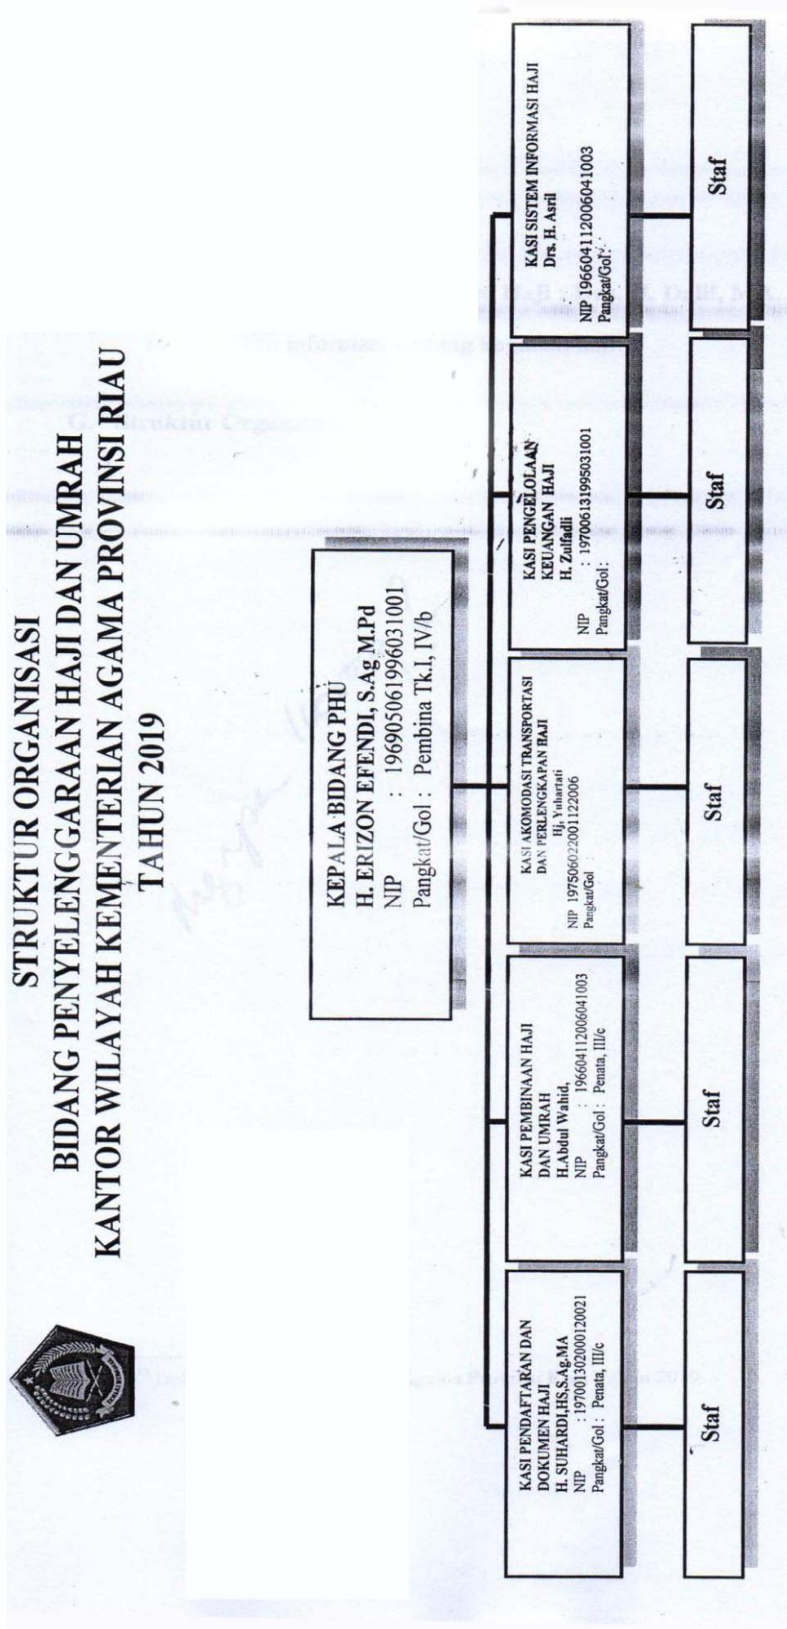 STRUKTUR ORGANISASI
BIDANG PENYELENGGARAAN HAJI DAN UMRAH
KANTOR WILAYAH KEMENTERIAN AGAMA PROVINSI RIAU
TAHUN 2019
KEPALA BIDANG PHU
H. ERIZON EFENDI, S.Ag M.Pd
NIP : 196905061996031001
Pangkat/Gol : Pembina Tk.1, IV/b
KASI PENDAFTARAN DAN
DOKUMEN HAJI
H. SUHARDI,HS,S.Ag,MA
NIP : 197001302000120021
Pangkat/Gol : Penata, III/c
KASI PEMBINAAN HAJI
DAN UMRAH
H.Abdul Wahid,
NIP : 196604112006041003
Pangkat/Gol : Penata, III/c
KASI AKOMODASI TRANSPORTASI
DAN PERLENGKAPAN HAJI
Hj, Yuhartati
NIP 197506022001122006
Pangkat/Gol :
KASI PENGELOLAAN
KEUANGAN HAJI
H. Zulfadli
NIP : 197006131995031001
Pangkat/Gol :
KASI SISTEM INFORMASI HAJI
Drs. H. Asril
NIP 196604112006041003
Pangkat/Gol :
Staf
Staf
Staf
Staf
Staf